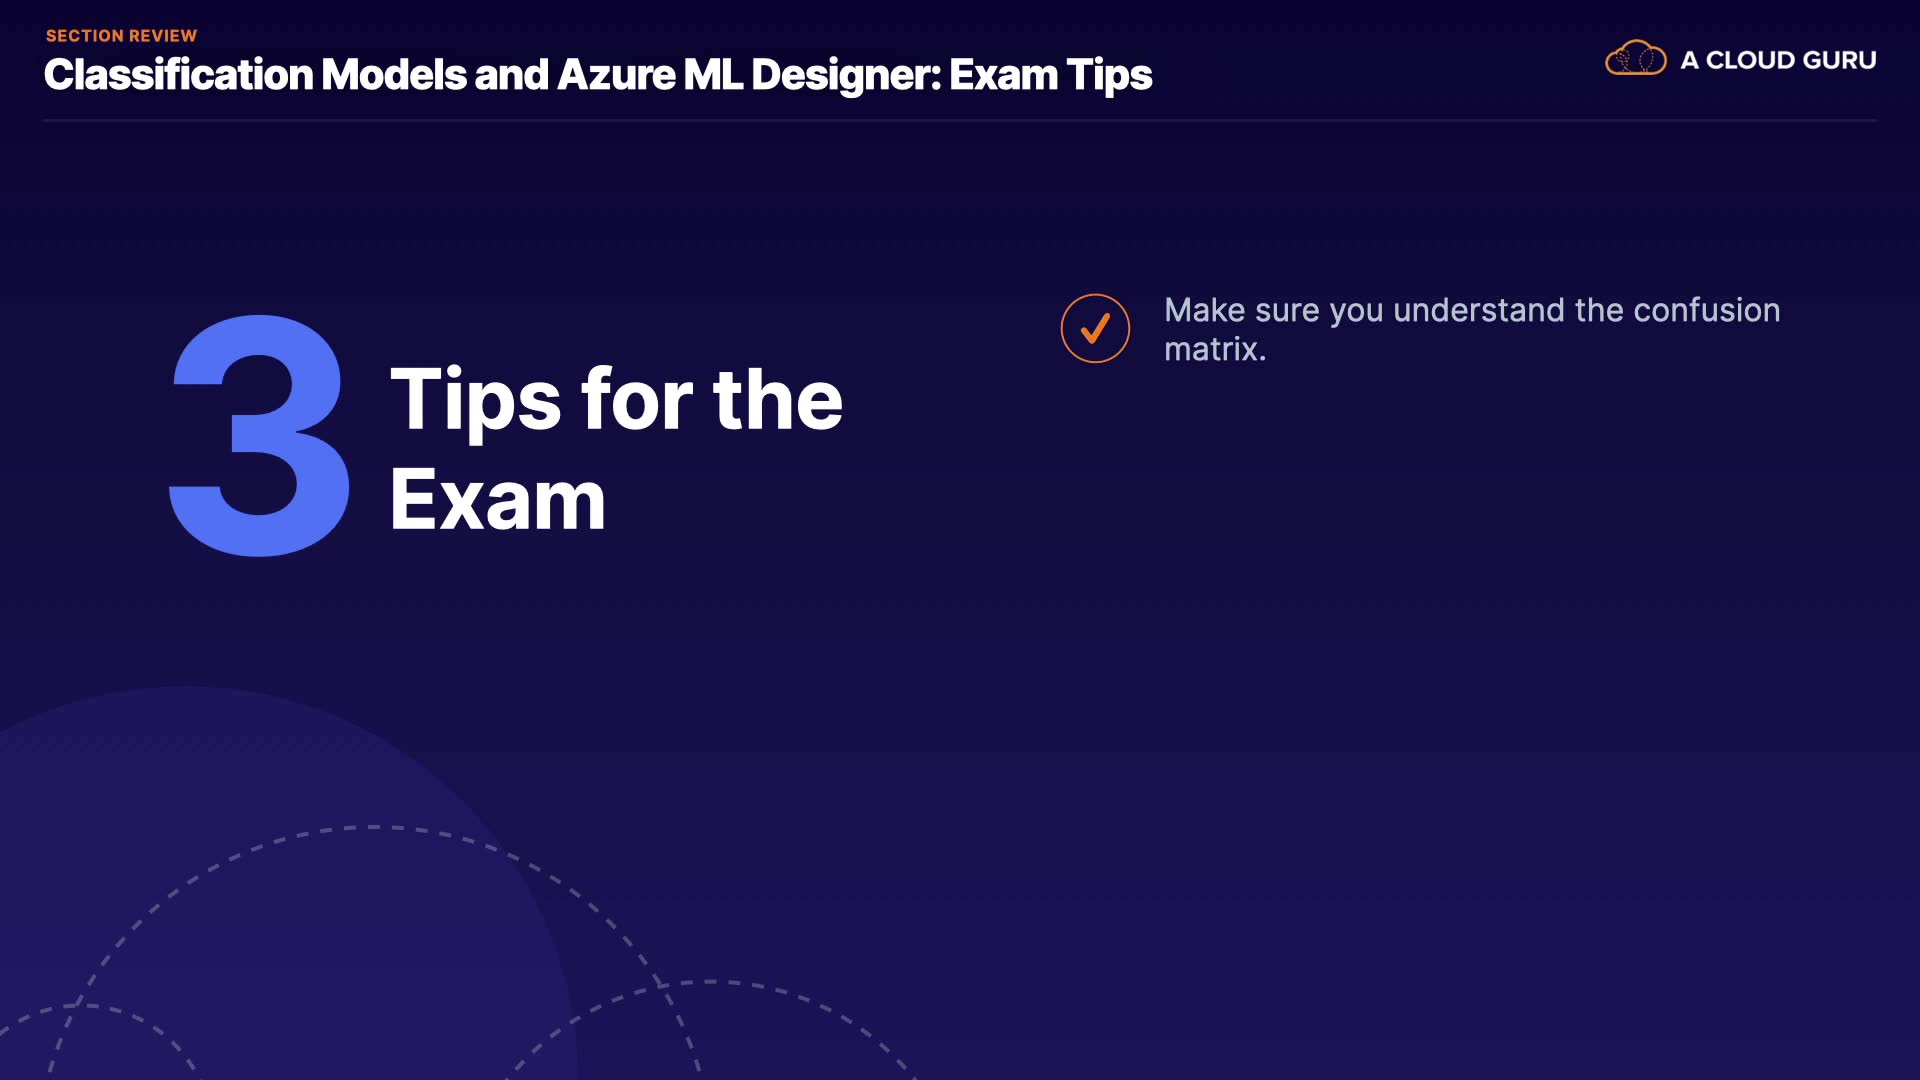 SECTION REVIEW
Classification Models and Azure ML Designer: Exam Tips
A CLOUD GURU
3
Tips for the
Exam
Make sure you understand the confusion
matrix.